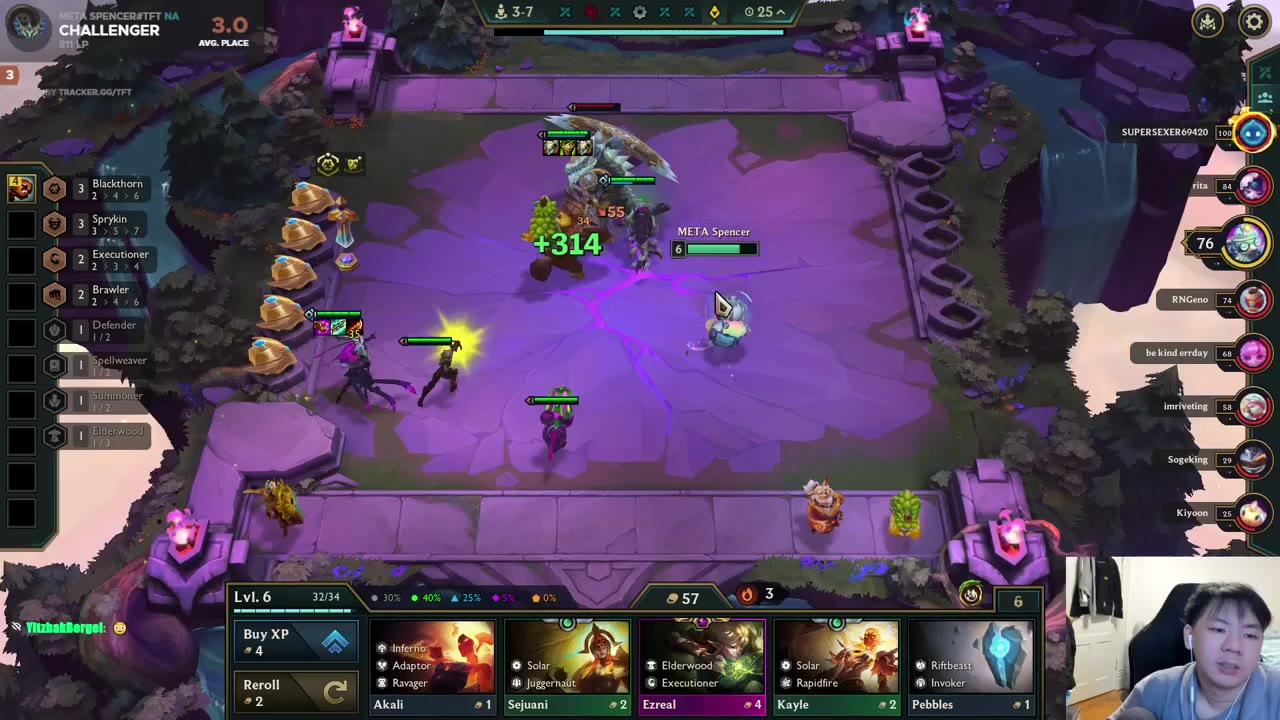 META SPENCER#TFT NA
CHALLENGER
811 LP
3.0
AVG. PLACE
BY TRACKER.GG/TFT
3
3-7
25
SUPERSEXER69420 100
rita 84
76
RNGeno 74
be kind errday 68
imriveting 58
Sogeking 29
Kiyoon 25
4
3 Blackthorn
2 > 4 > 6
3 Sprykin
3 > 5 > 7
2 Executioner
2 > 3 > 4
2 Brawler
2 > 4 > 6
1 Defender
1 / 2
1 Spellweaver
1 / 2
1 Summoner
1 / 2
1 Elderwood
1 / 3
55
34
+314
META Spencer
6
35
YitzhakBergel:
Lvl. 6 32/34
30% 40% 25% 5% 0%
57
3
6
Buy XP
4
Reroll
2
Inferno
Adaptor
Ravager
Akali 1
Solar
Juggernaut
Sejuani 2
Elderwood
Executioner
Ezreal 4
Solar
Rapidfire
Kayle 2
Riftbeast
Invoker
Pebbles 1